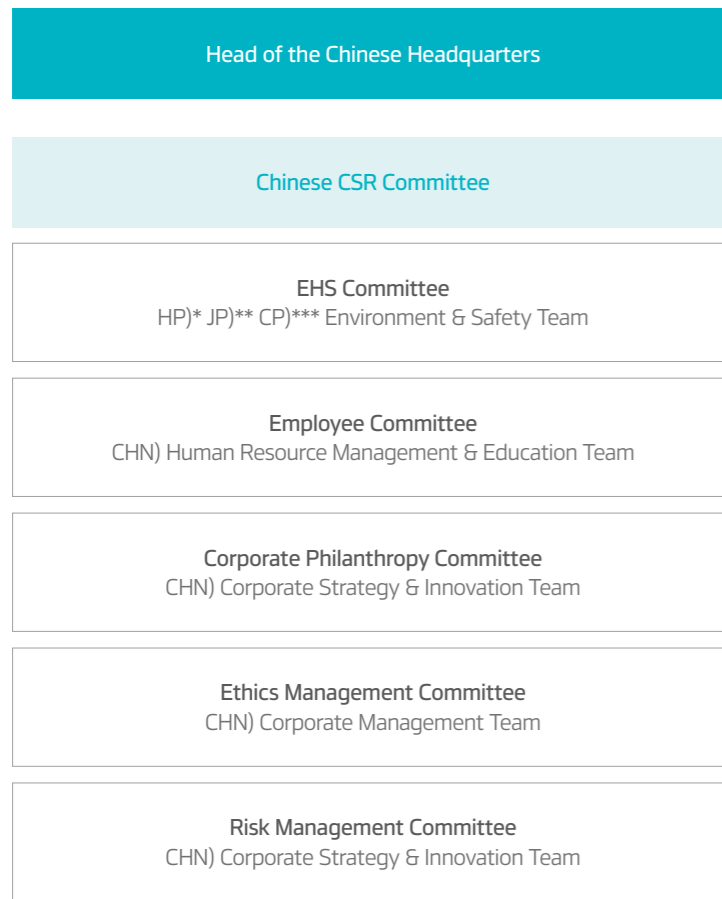 Head of the Chinese Headquarters
Chinese CSR Committee
EHS Committee
HP)* JP)** CP)*** Environment & Safety Team
Employee Committee
CHN) Human Resource Management & Education Team
Corporate Philanthropy Committee
CHN) Corporate Strategy & Innovation Team
Ethics Management Committee
CHN) Corporate Management Team
Risk Management Committee
CHN) Corporate Strategy & Innovation Team